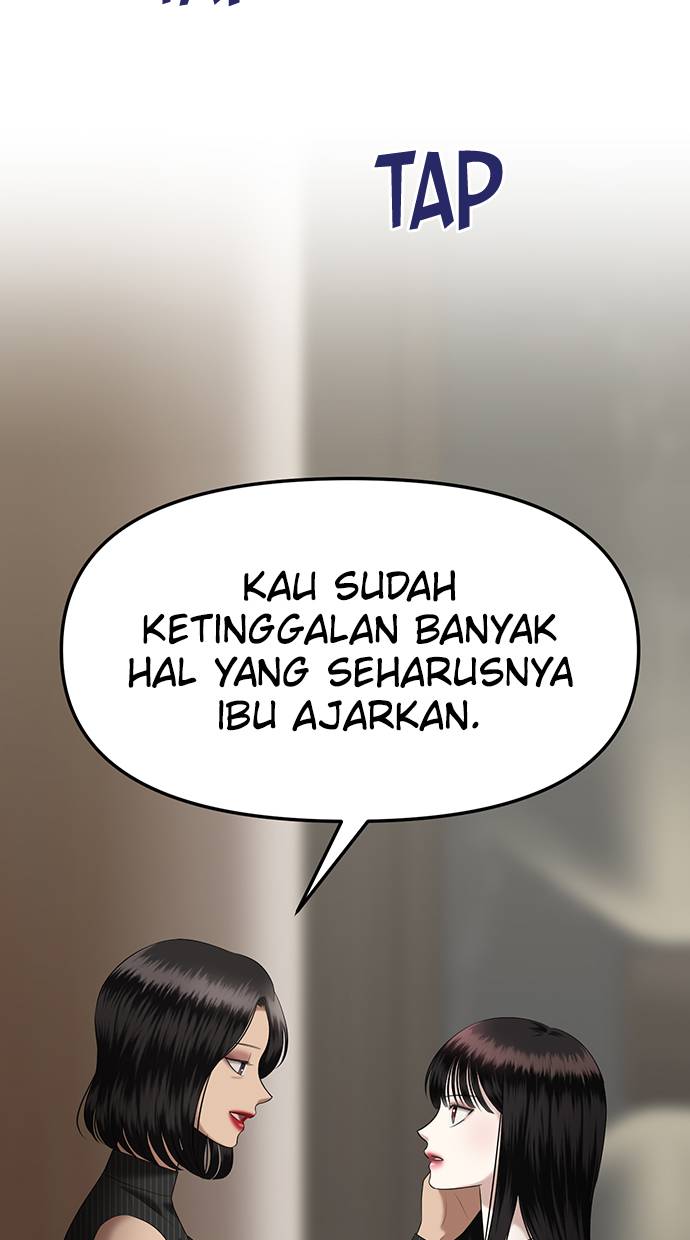 TAP
KAU SUDAH
KETINGGALAN BANYAK
HAL YANG SEHARUSNYA
IBU AJARKAN.